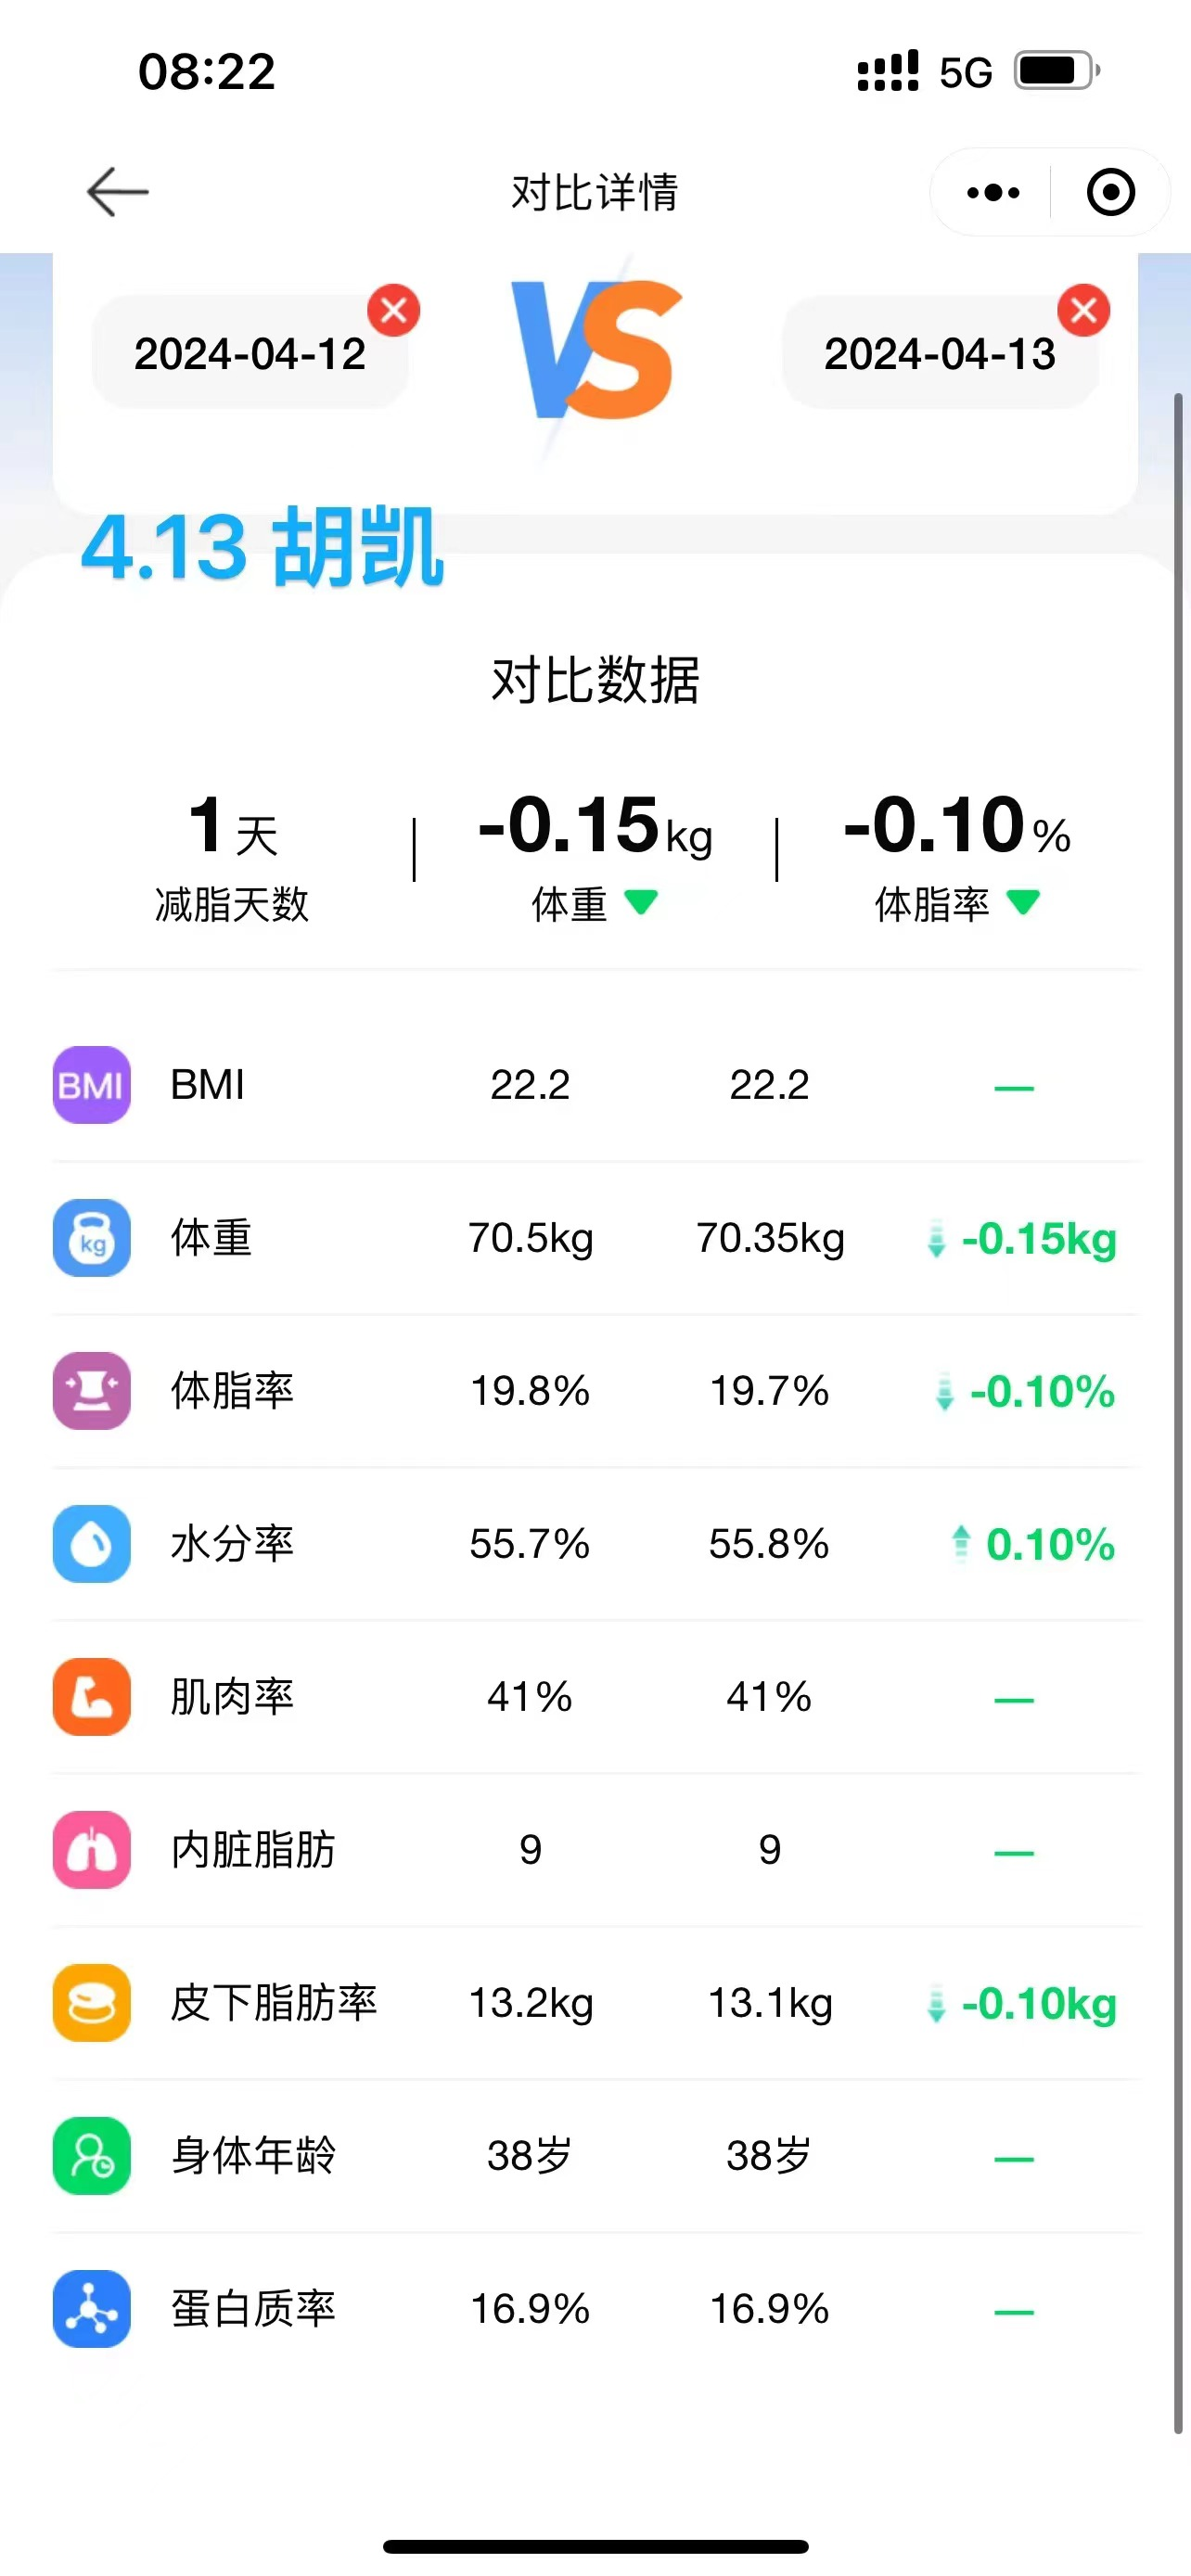 08:22 5G
对比详情
2024-04-12 VS 2024-04-13
4.13 胡凯
对比数据
1天 -0.15kg -0.10%
减脂天数 体重 体脂率
BMI BMI 22.2 22.2 —
kg 体重 70.5kg 70.35kg -0.15kg
体脂率 19.8% 19.7% -0.10%
水分率 55.7% 55.8% 0.10%
肌肉率 41% 41% —
内脏脂肪 9 9 —
皮下脂肪率 13.2kg 13.1kg -0.10kg
身体年龄 38岁 38岁 —
蛋白质率 16.9% 16.9% —